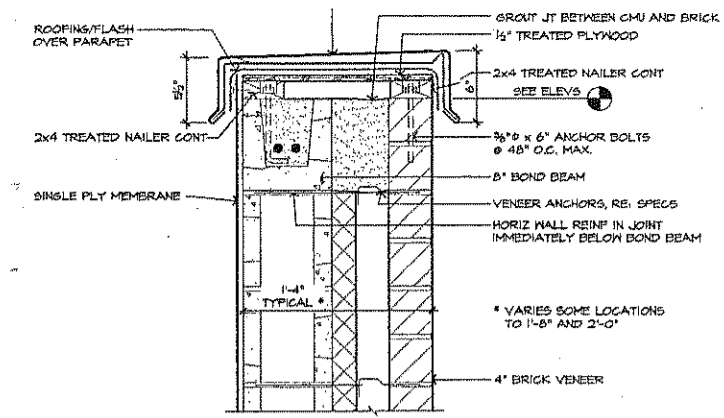 ROOFING/FLASH
OVER PARAPET
5½"
2x4 TREATED NAILER CONT
SINGLE PLY MEMBRANE
1'-4"
TYPICAL *
GROUT JT BETWEEN CMU AND BRICK
½" TREATED PLYWOOD
6"
2x4 TREATED NAILER CONT
SEE ELEVS
⅝"Φ x 6" ANCHOR BOLTS
@ 48" O.C. MAX.
8" BOND BEAM
VENEER ANCHORS, RE: SPECS
HORIZ WALL REINF IN JOINT
IMMEDIATELY BELOW BOND BEAM
* VARIES SOME LOCATIONS
TO 1'-8" AND 2'-0"
4" BRICK VENEER